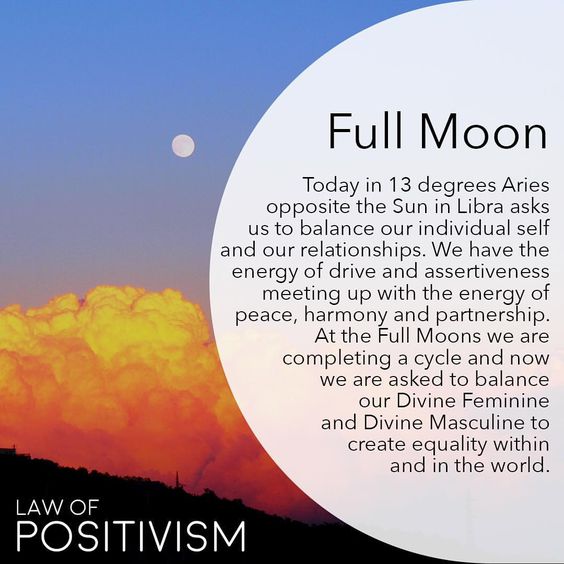 Full Moon
Today in 13 degrees Aries
opposite the Sun in Libra asks
us to balance our individual self
and our relationships. We have the
energy of drive and assertiveness
meeting up with the energy of
peace, harmony and partnership.
At the Full Moons we are
completing a cycle and now
we are asked to balance
our Divine Feminine
and Divine Masculine to
create equality within
and in the world.
LAW OF
POSITIVISM